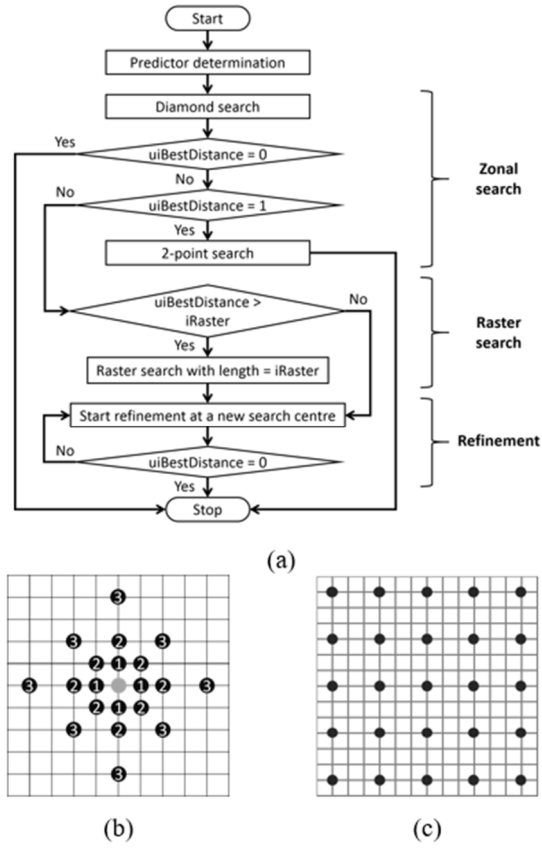 Start
Predictor determination
Diamond search
Yes
uiBestDistance = 0
No
No
uiBestDistance = 1
Yes
2-point search
Zonal
search
uiBestDistance >
iRaster
No
Yes
Raster search with length = iRaster
Raster
search
Start refinement at a new search centre
No
uiBestDistance = 0
Yes
Refinement
Stop
(a)
3
3 2 3
2 1 2
3 2 1 1 2 3
2 1 2
3 2 3
3
(b)
(c)